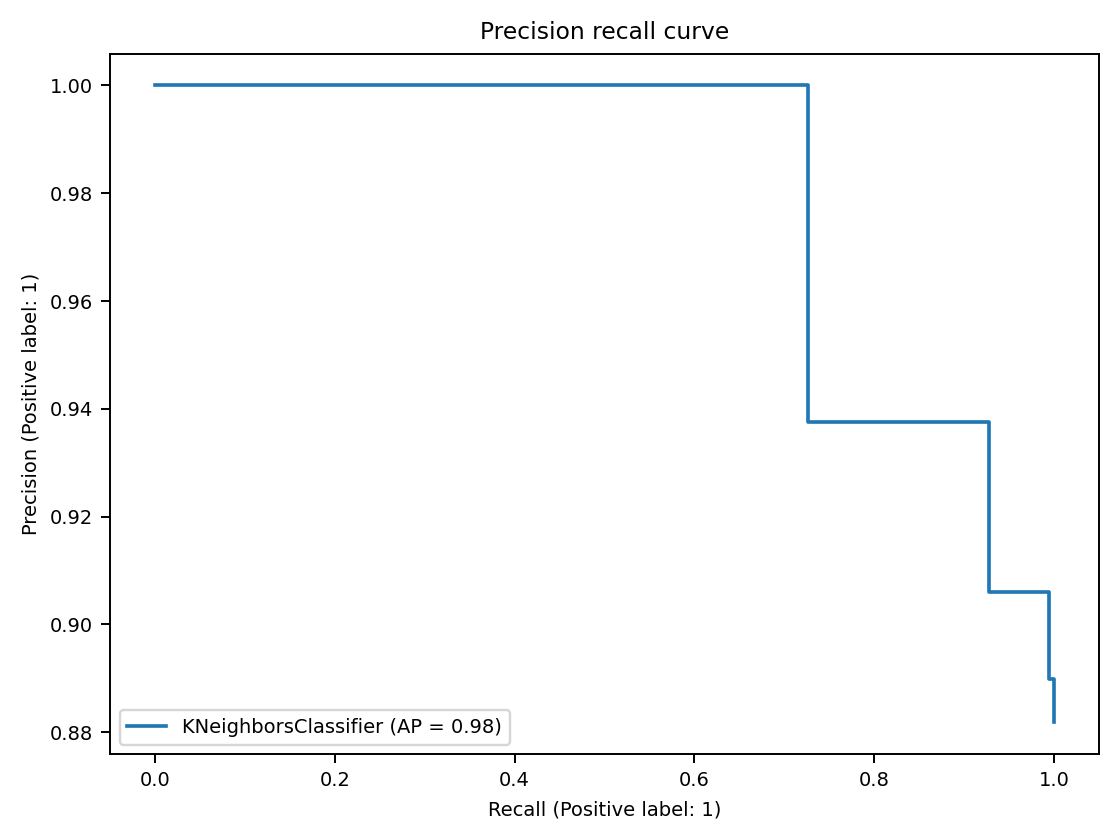 Precision recall curve
1.00
0.98
0.96
0.94
0.92
0.90
0.88
Precision (Positive label: 1)
KNeighborsClassifier (AP = 0.98)
0.0 0.2 0.4 0.6 0.8 1.0
Recall (Positive label: 1)